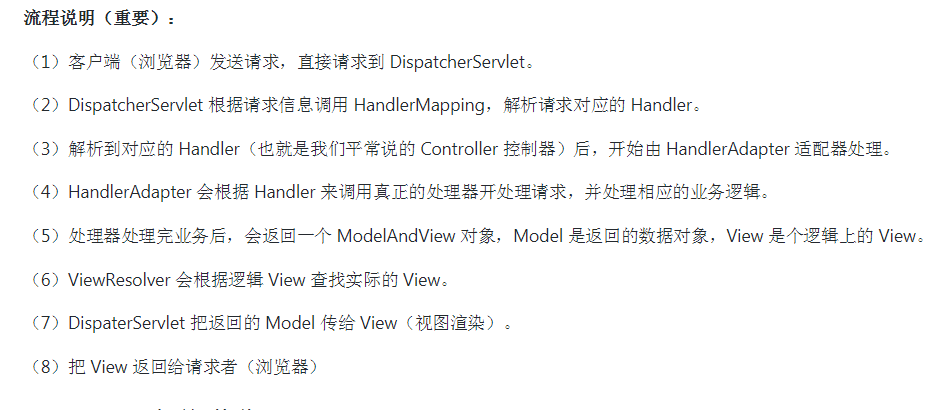 流程说明（重要）：
（1）客户端（浏览器）发送请求，直接请求到 DispatcherServlet。
（2）DispatcherServlet 根据请求信息调用 HandlerMapping，解析请求对应的 Handler。
（3）解析到对应的 Handler（也就是我们平常说的 Controller 控制器）后，开始由 HandlerAdapter 适配器处理。
（4）HandlerAdapter 会根据 Handler 来调用真正的处理器开处理请求，并处理相应的业务逻辑。
（5）处理器处理完业务后，会返回一个 ModelAndView 对象，Model 是返回的数据对象，View 是个逻辑上的 View。
（6）ViewResolver 会根据逻辑 View 查找实际的 View。
（7）DispaterServlet 把返回的 Model 传给 View（视图渲染）。
（8）把 View 返回给请求者（浏览器）